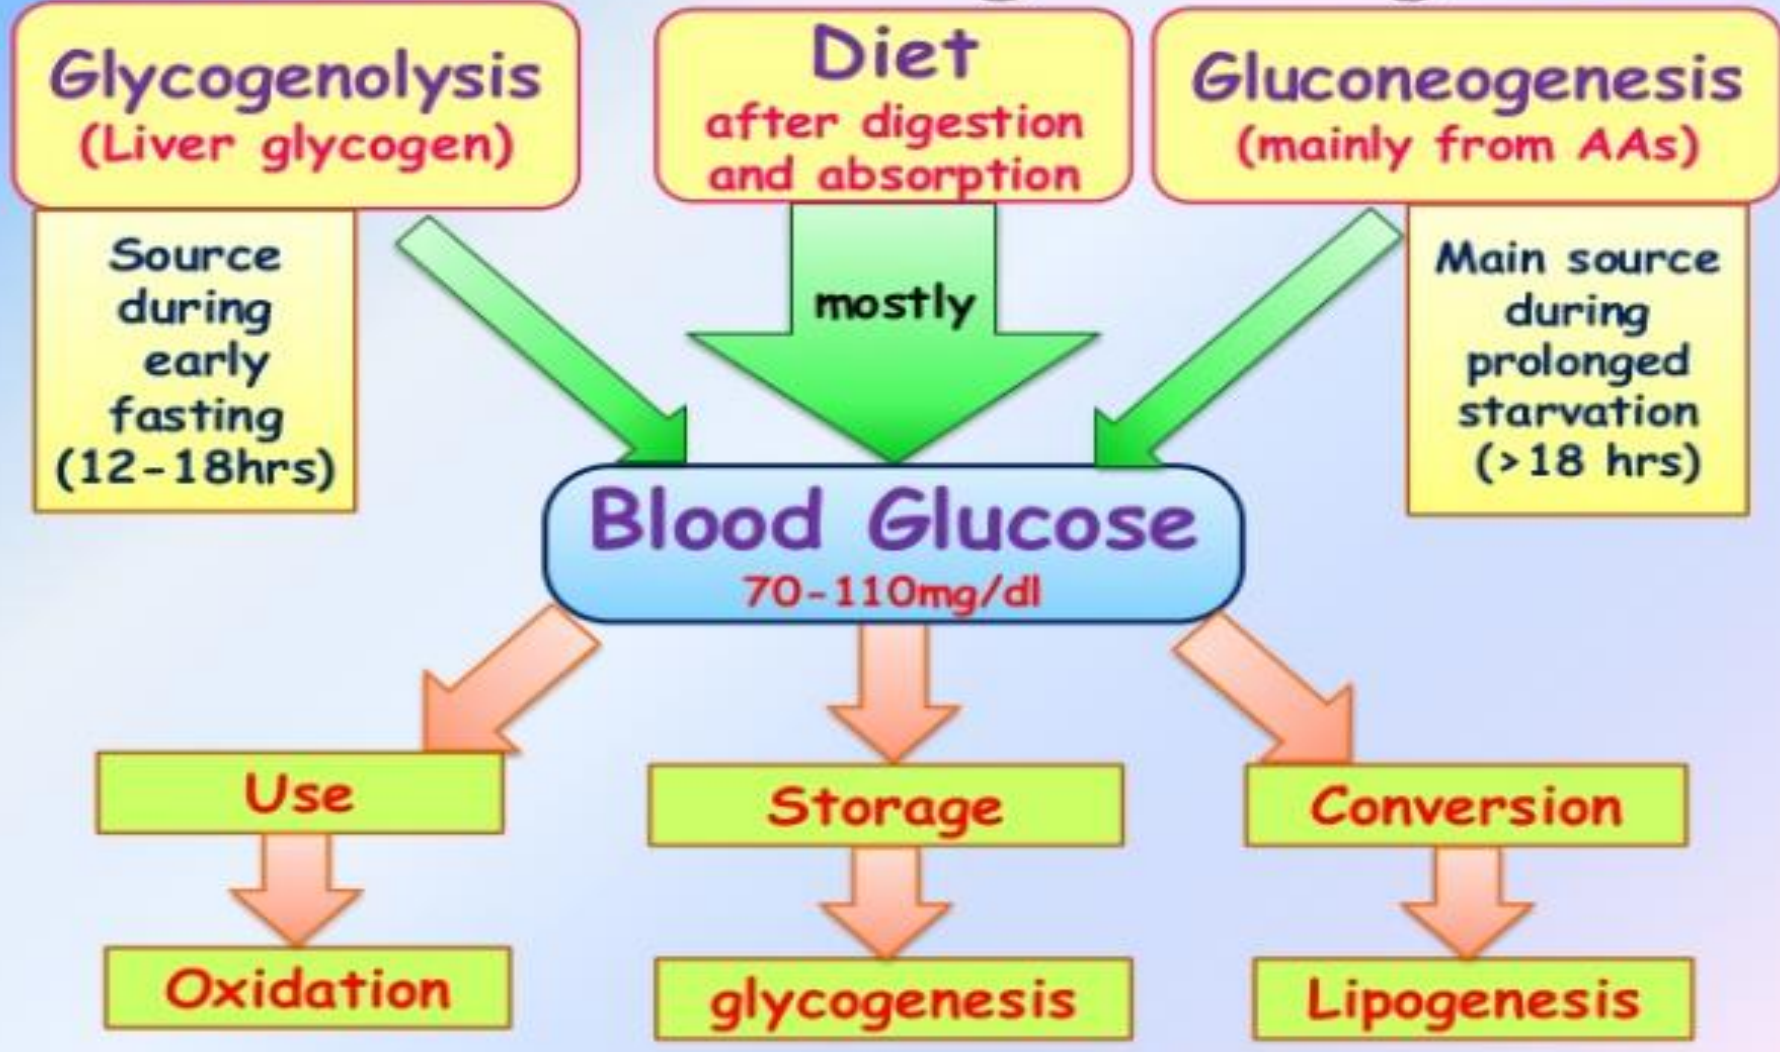 Glycogenolysis
(Liver glycogen)
Diet
after digestion
and absorption
Gluconeogenesis
(mainly from AAs)
Source
during
early
fasting
(12-18hrs)
mostly
Main source
during
prolonged
starvation
(>18 hrs)
Blood Glucose
70-110mg/dl
Use
Storage
Conversion
Oxidation
glycogenesis
Lipogenesis